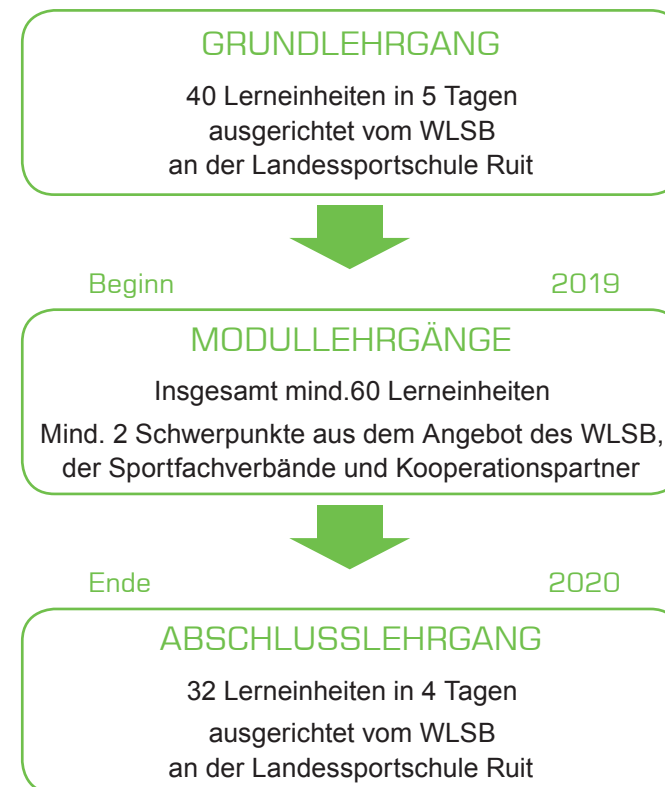 GRUNDLEHRGANG
40 Lerneinheiten in 5 Tagen
ausgerichtet vom WLSB
an der Landessportschule Ruit
Beginn 2019
MODULLEHRGÄNGE
Insgesamt mind.60 Lerneinheiten
Mind. 2 Schwerpunkte aus dem Angebot des WLSB,
der Sportfachverbände und Kooperationspartner
Ende 2020
ABSCHLUSSLEHRGANG
32 Lerneinheiten in 4 Tagen
ausgerichtet vom WLSB
an der Landessportschule Ruit